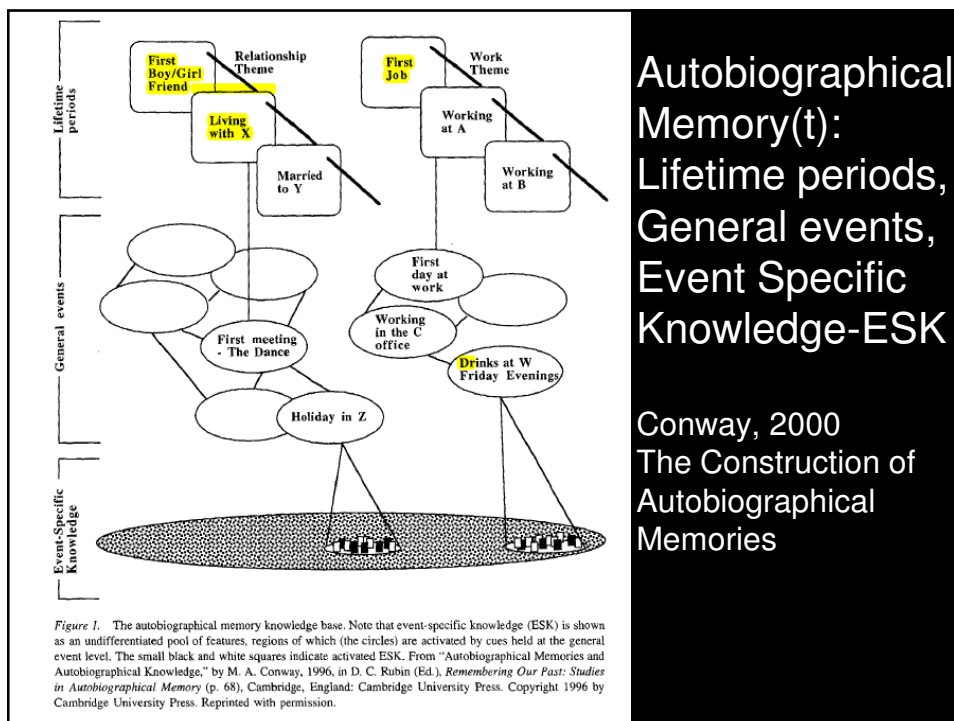 Lifetime
periods
First
Boy/Girl
Friend
Relationship
Theme
Living
with X
Married
to Y
First
Job
Work
Theme
Working
at A
Working
at B
General events
First meeting
- The Dance
Holiday in Z
First
day at
work
Working
in the C
office
Drinks at W
Friday Evenings
Event-Specific
Knowledge
Figure 1. The autobiographical memory knowledge base. Note that event-specific knowledge (ESK) is shown
as an undifferentiated pool of features, regions of which (the circles) are activated by cues held at the general
event level. The small black and white squares indicate activated ESK. From "Autobiographical Memories and
Autobiographical Knowledge," by M. A. Conway, 1996, in D. C. Rubin (Ed.), Remembering Our Past: Studies
in Autobiographical Memory (p. 68), Cambridge, England: Cambridge University Press. Copyright 1996 by
Cambridge University Press. Reprinted with permission.
Autobiographical
Memory(t):
Lifetime periods,
General events,
Event Specific
Knowledge-ESK
Conway, 2000
The Construction of
Autobiographical
Memories